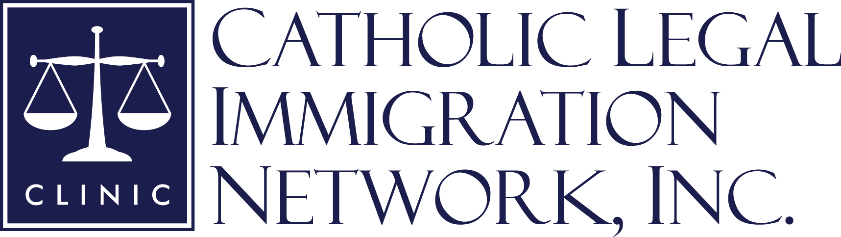 CLINIC
CATHOLIC LEGAL
IMMIGRATION
NETWORK, INC.